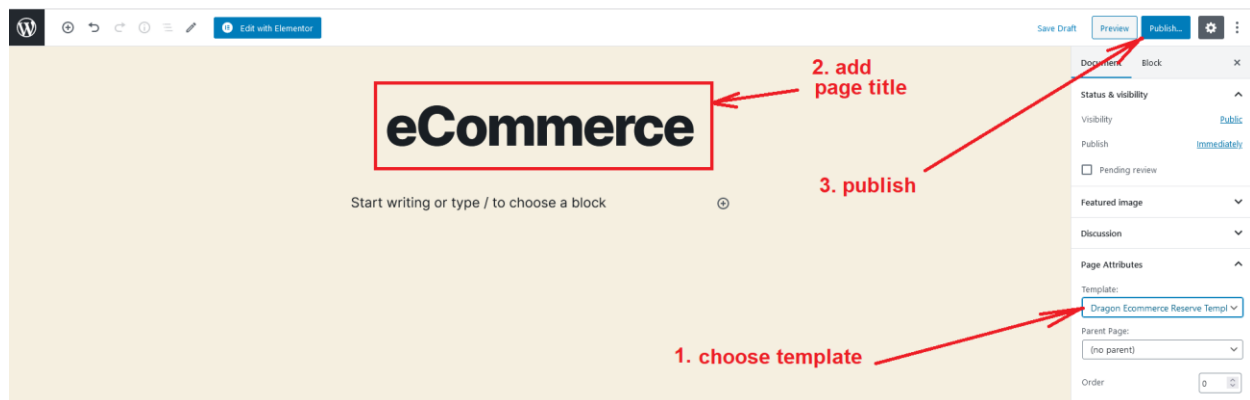 Edit with Elementor
Save Draft
Preview
Publish...
2. add
page title
Document
Block
eCommerce
Status & visibility
Visibility
Public
Publish
Immediately
Pending review
3. publish
Start writing or type / to choose a block
Featured image
Discussion
Page Attributes
Template:
Dragon Ecommerce Reserve Templ
Parent Page:
(no parent)
1. choose template
Order
0